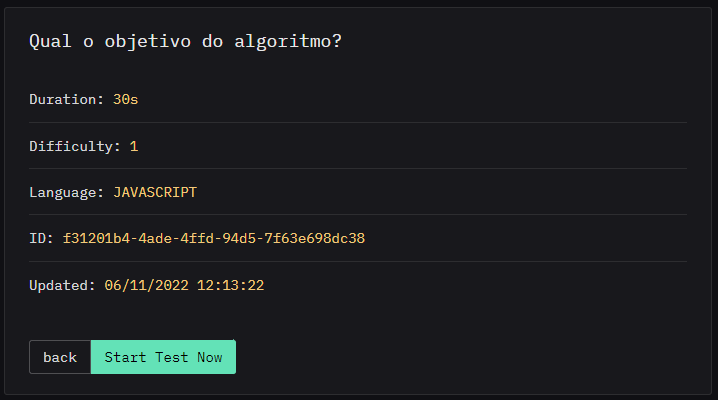 Qual o objetivo do algoritmo?
Duration: 30s
Difficulty: 1
Language: JAVASCRIPT
ID: f31201b4-4ade-4ffd-94d5-7f63e698dc38
Updated: 06/11/2022 12:13:22
back Start Test Now